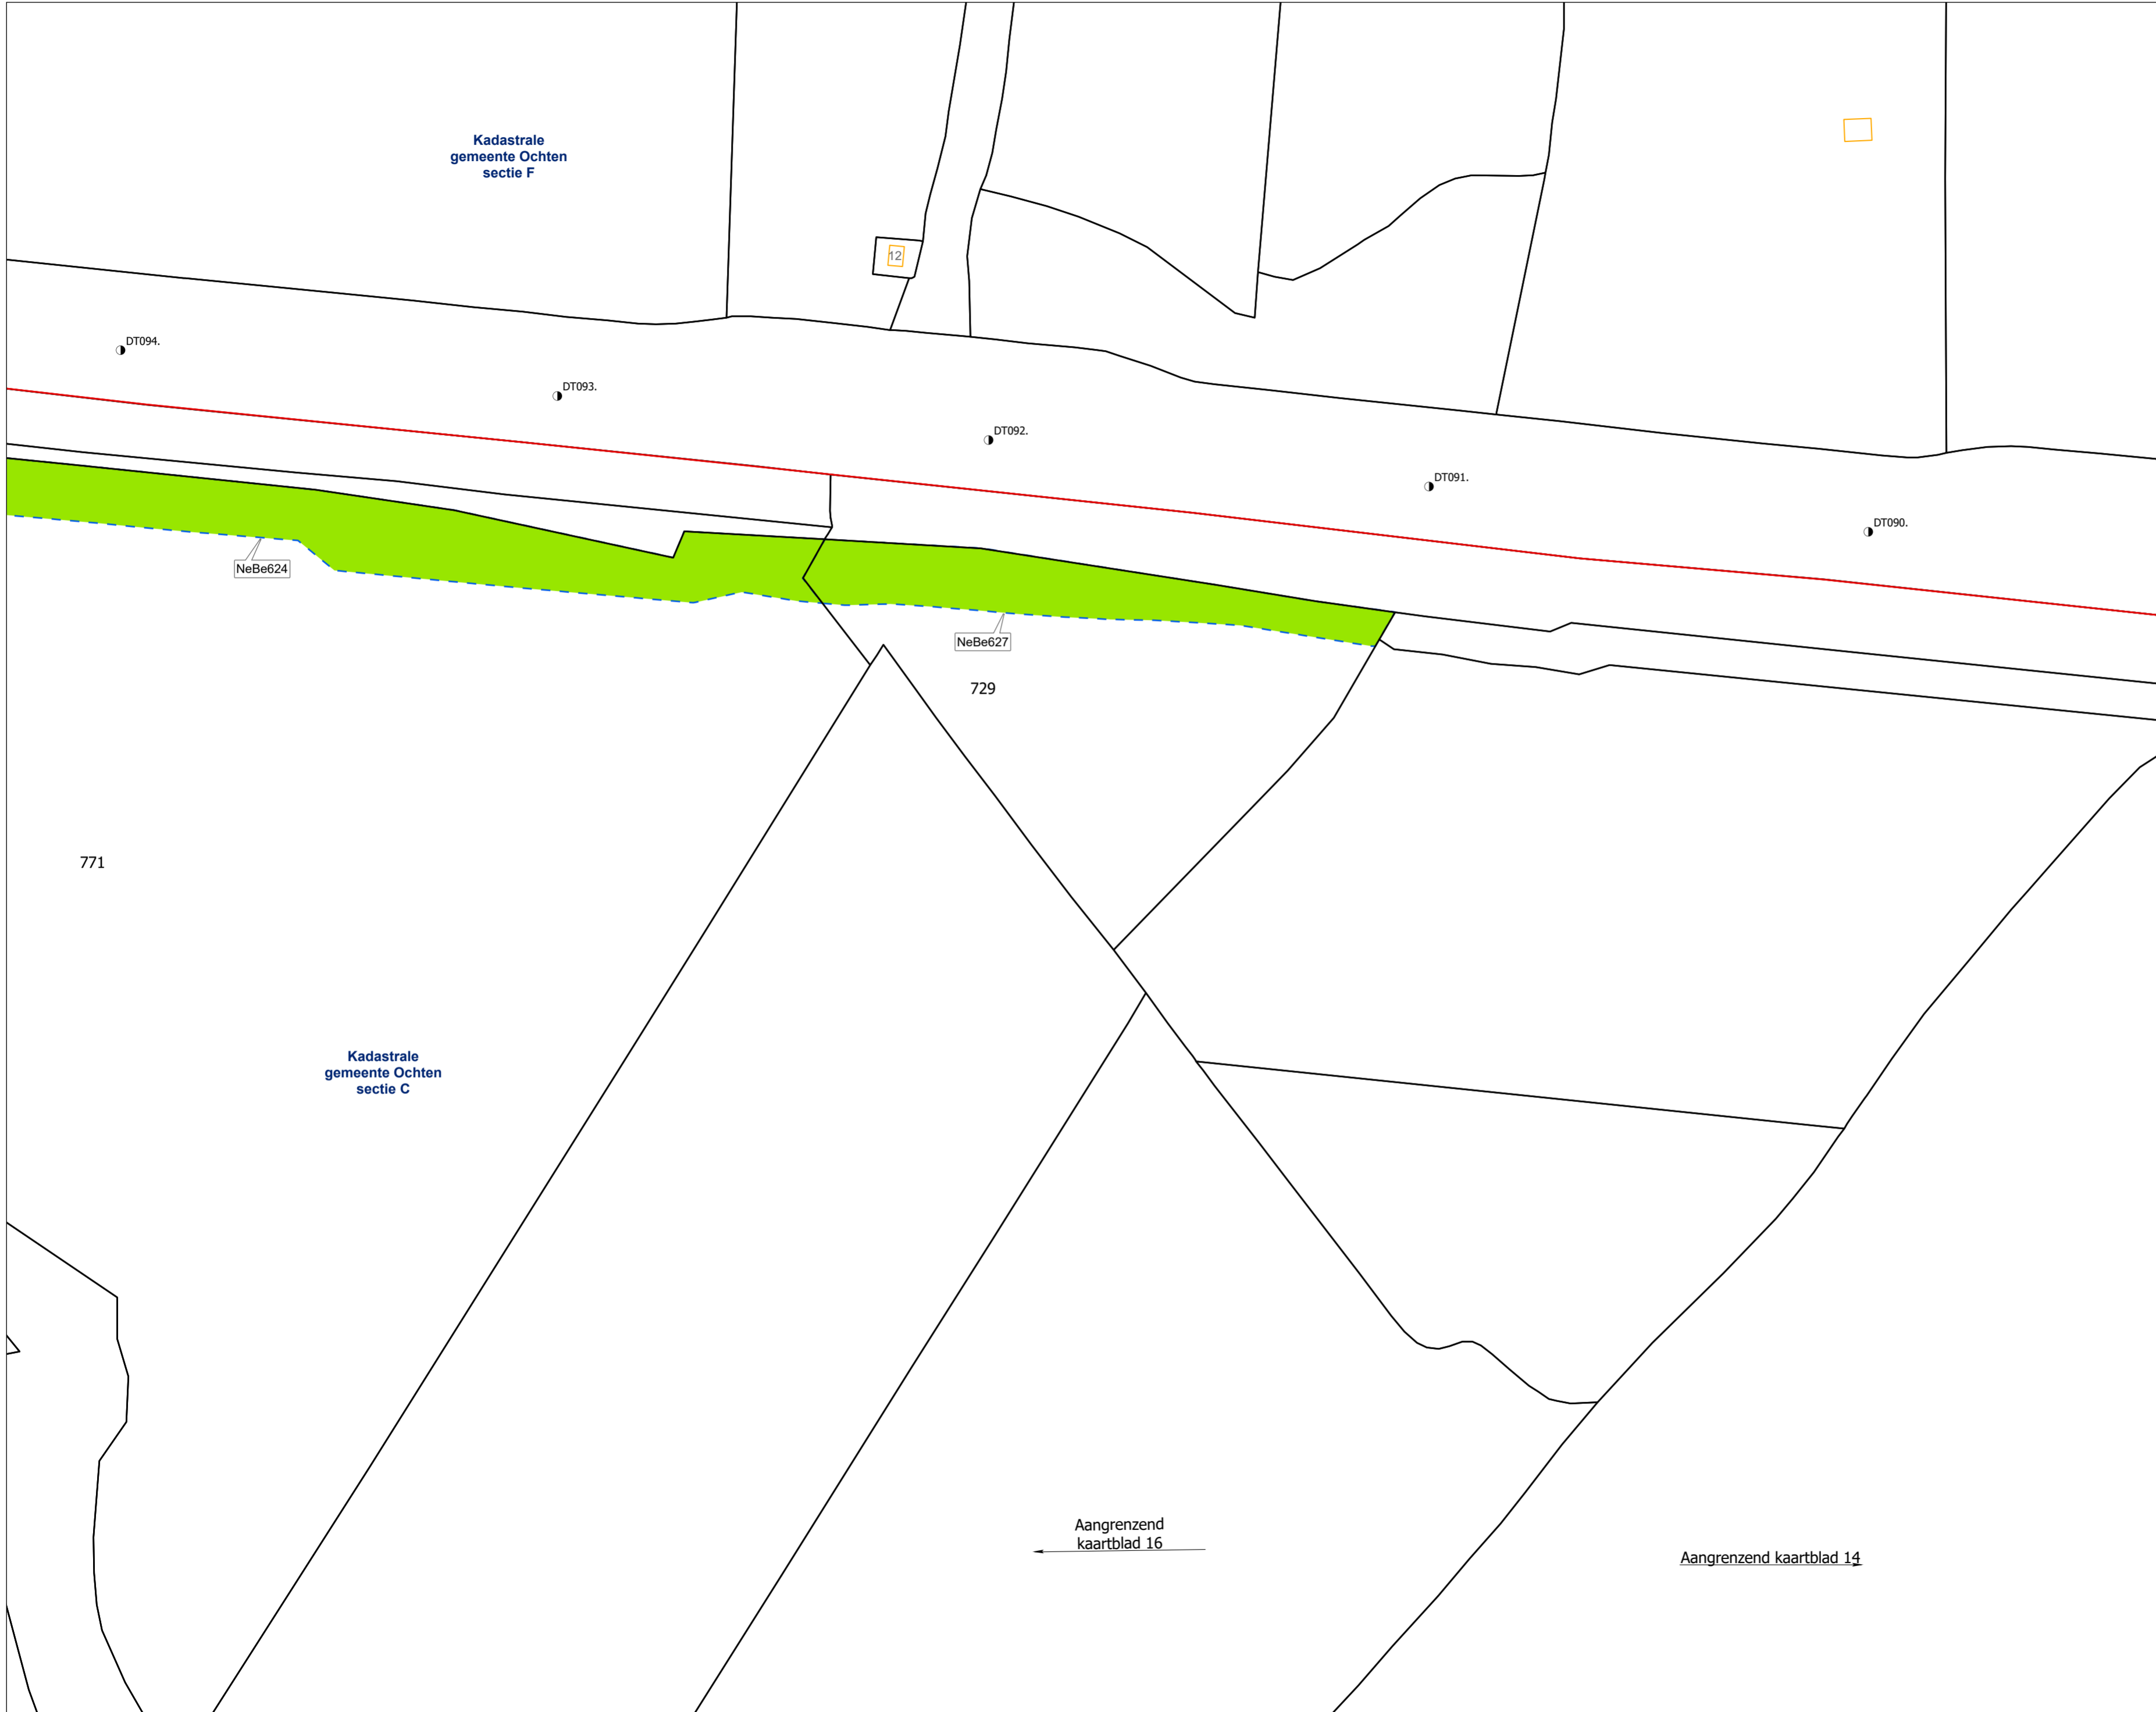 Kadastrale
gemeente Ochten
sectie F
12
DT094.
DT093.
DT092.
DT091.
DT090.
NeBe624
NeBe627
729
771
Kadastrale
gemeente Ochten
sectie C
Aangrenzend
kaartblad 16
Aangrenzend kaartblad 14